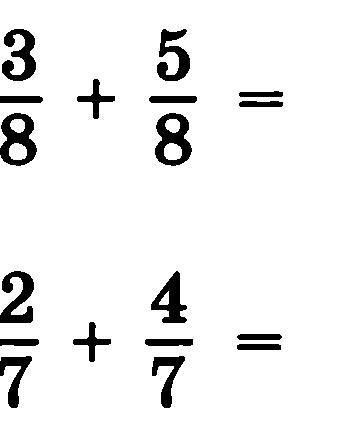 3/8 + 5/8 =
2/7 + 4/7 =